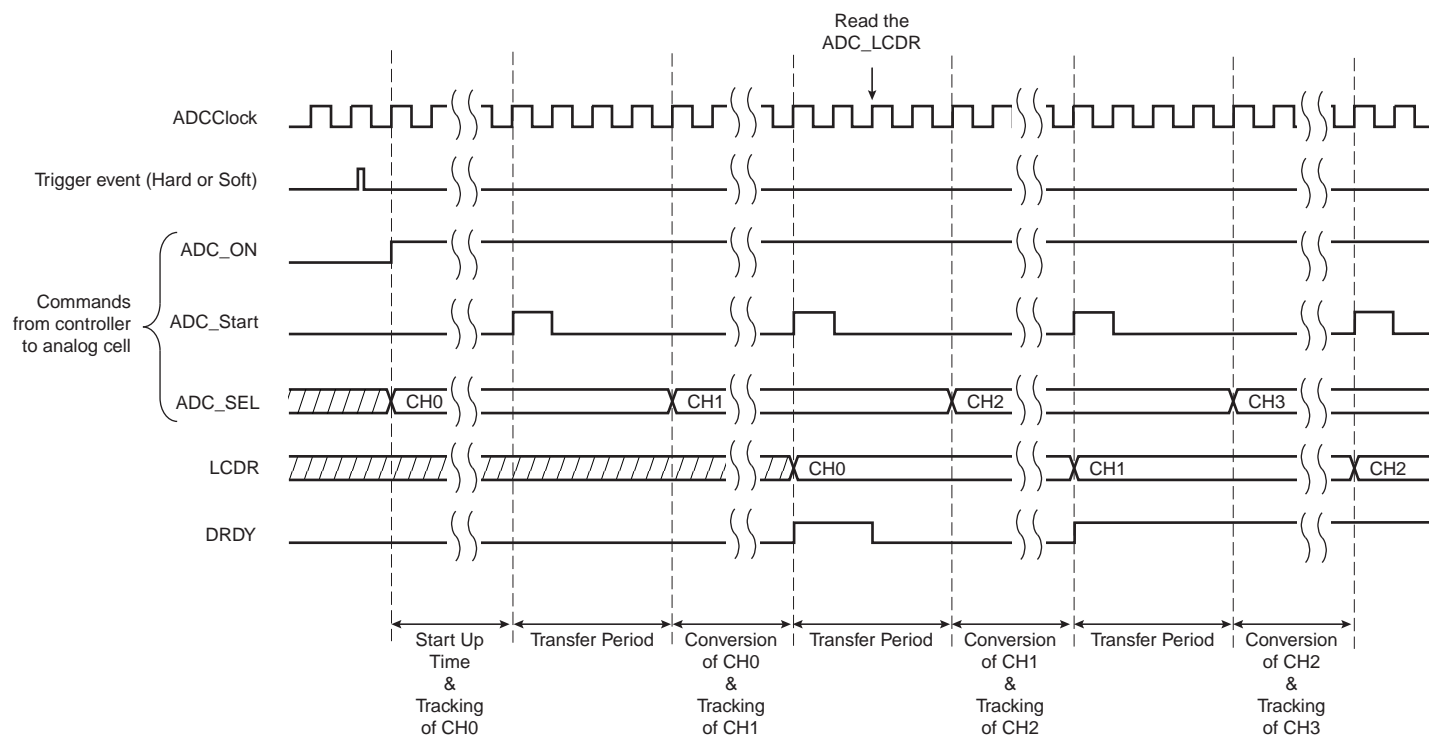 Read the
ADC_LCDR
ADCClock
Trigger event (Hard or Soft)
ADC_ON
Commands
from controller
to analog cell
ADC_Start
ADC_SEL
CH0
CH1
CH2
CH3
LCDR
CH0
CH1
CH2
DRDY
Start Up
Time
&
Tracking
of CH0
Transfer Period
Conversion
of CH0
&
Tracking
of CH1
Transfer Period
Conversion
of CH1
&
Tracking
of CH2
Transfer Period
Conversion
of CH2
&
Tracking
of CH3